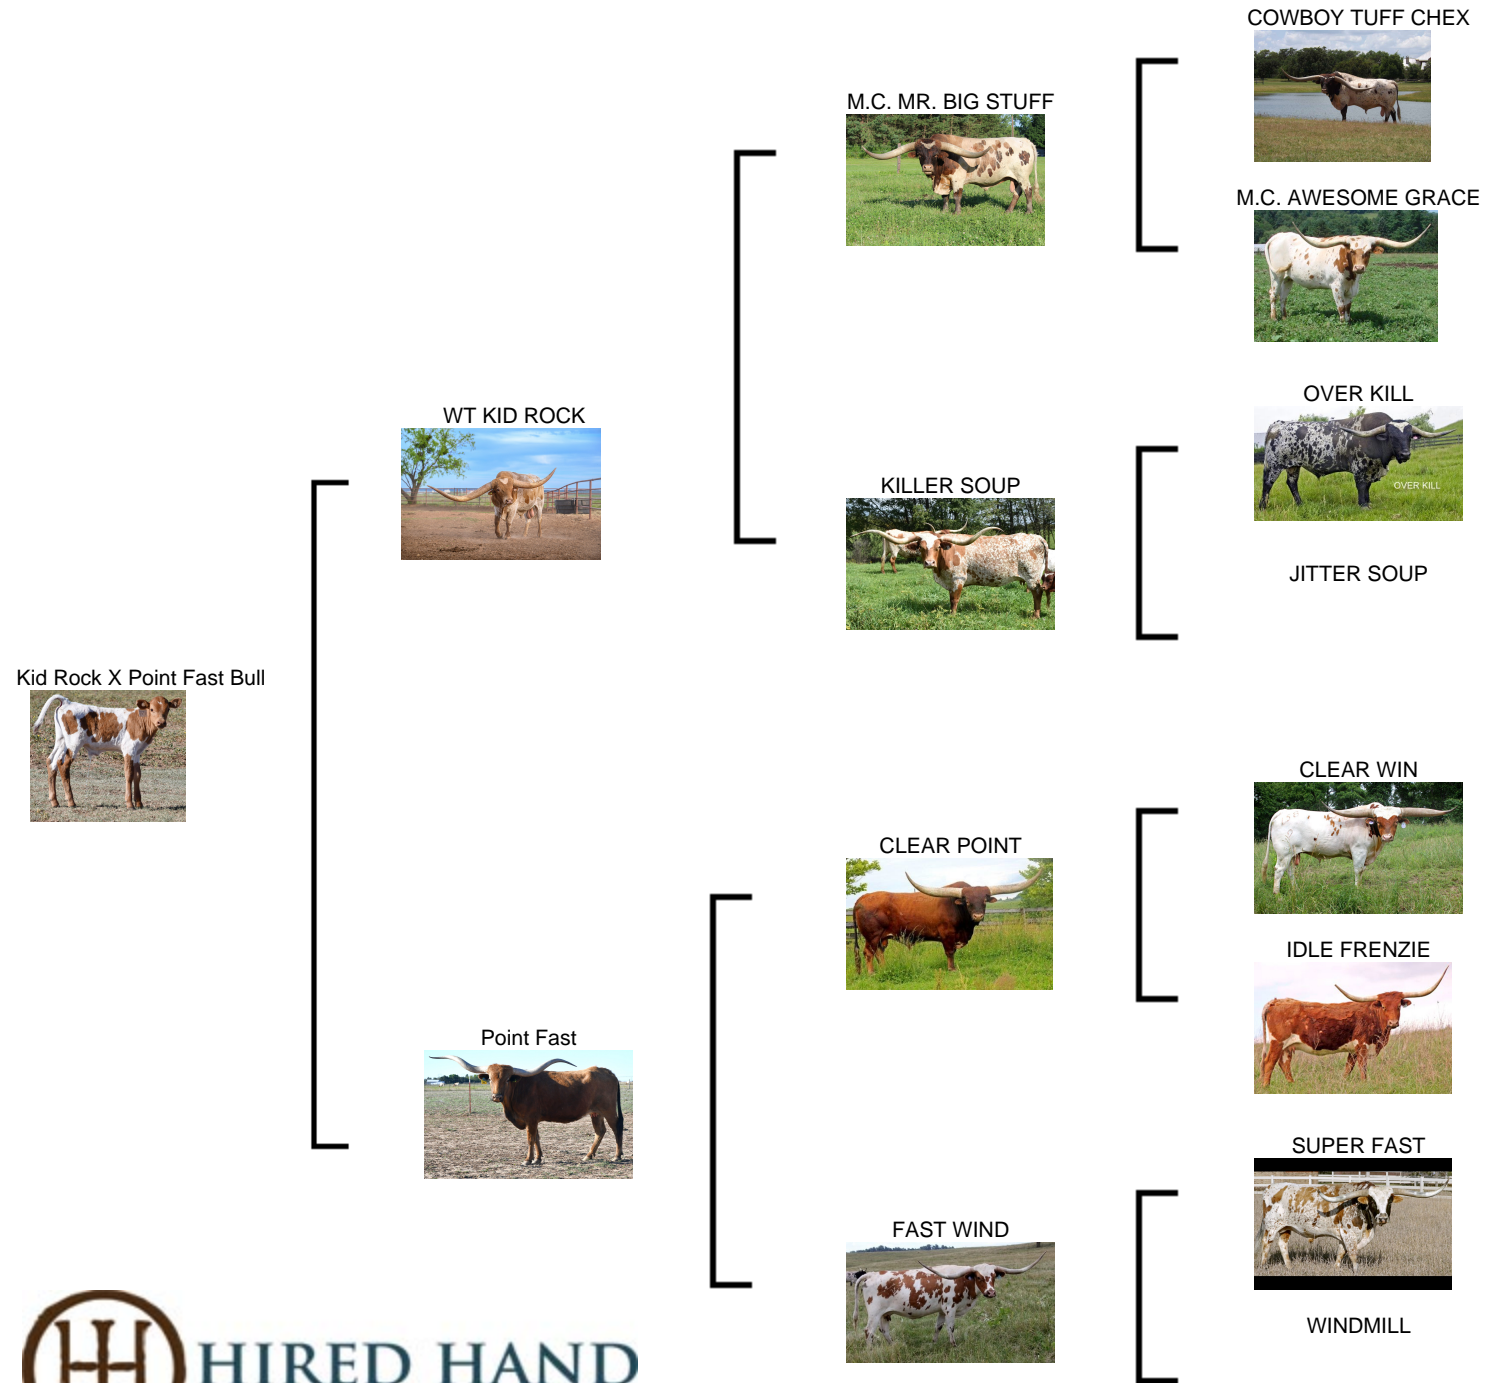 COWBOY TUFF CHEX
M.C. MR. BIG STUFF
M.C. AWESOME GRACE
WT KID ROCK
OVER KILL
OVER KILL
KILLER SOUP
JITTER SOUP
Kid Rock X Point Fast Bull
CLEAR WIN
CLEAR POINT
IDLE FRENZIE
Point Fast
SUPER FAST
FAST WIND
WINDMILL
HIRED HAND